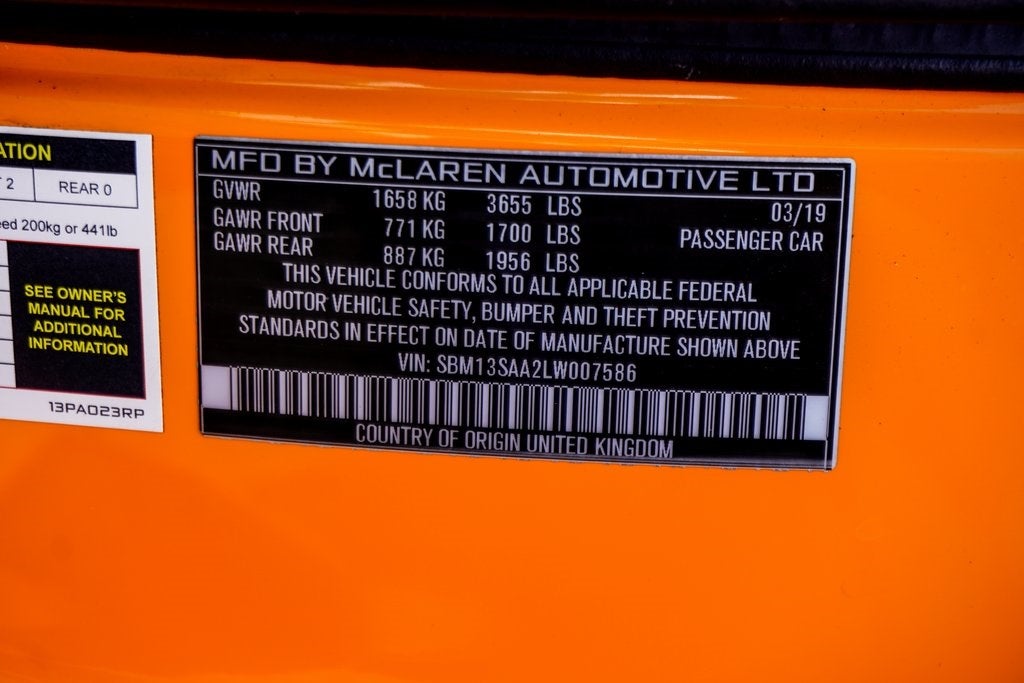 ATION
T 2 REAR 0
eed 200kg or 441lb
SEE OWNER'S
MANUAL FOR
ADDITIONAL
INFORMATION
13PA023RP
MFD BY McLAREN AUTOMOTIVE LTD
GVWR 1658 KG 3655 LBS 03/19
GAWR FRONT 771 KG 1700 LBS PASSENGER CAR
GAWR REAR 887 KG 1956 LBS
THIS VEHICLE CONFORMS TO ALL APPLICABLE FEDERAL
MOTOR VEHICLE SAFETY, BUMPER AND THEFT PREVENTION
STANDARDS IN EFFECT ON DATE OF MANUFACTURE SHOWN ABOVE
VIN: SBM13SAA2LW007586
COUNTRY OF ORIGIN UNITED KINGDOM